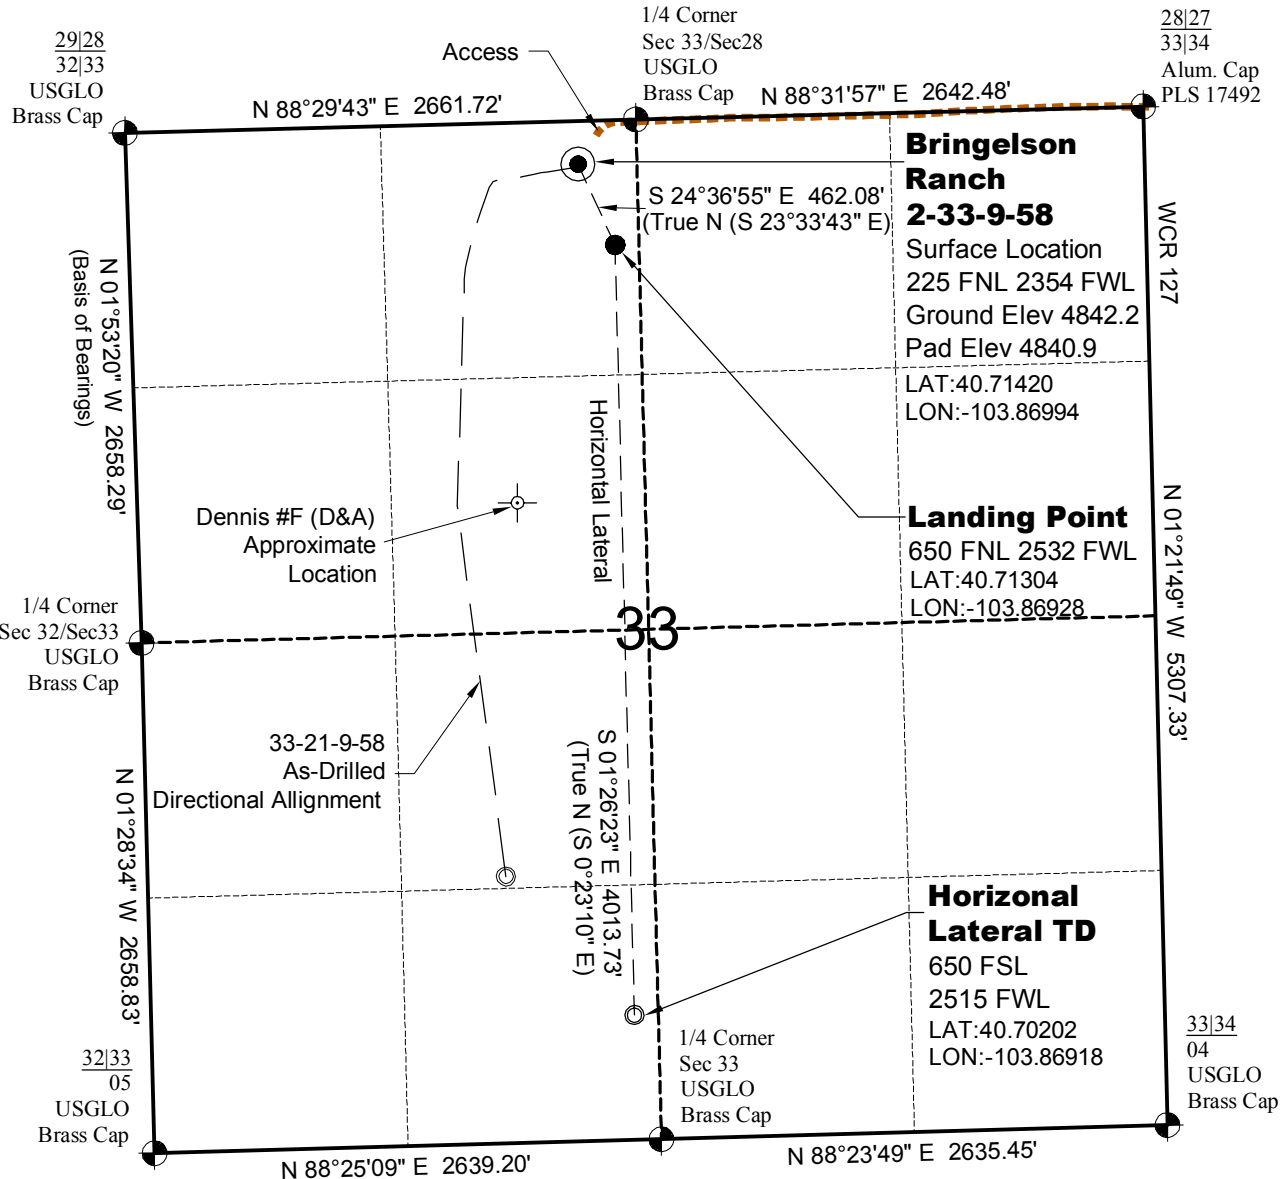 29|28
32|33
USGLO
Brass Cap
Access
1/4 Corner
Sec 33/Sec28
USGLO
Brass Cap
28|27
33|34
Alum. Cap
PLS 17492
N 88°29'43" E 2661.72'
N 88°31'57" E 2642.48'
Bringelson
Ranch
2-33-9-58
Surface Location
225 FNL 2354 FWL
Ground Elev 4842.2
Pad Elev 4840.9
LAT:40.71420
LON:-103.86994
S 24°36'55" E 462.08'
(True N (S 23°33'43" E)
WCR 127
N 01°53'20" W 2658.29'
(Basis of Bearings)
Horizontal Lateral
Dennis #F (D&A)
Approximate
Location
Landing Point
650 FNL 2532 FWL
LAT:40.71304
LON:-103.86928
N 01°21'49" W 5307.33'
1/4 Corner
Sec 32/Sec33
USGLO
Brass Cap
33
33-21-9-58
As-Drilled
Directional Allignment
S 01°26'23" E 4013.73'
(True N (S 0°23'10" E)
N 01°28'34" W 2658.83'
Horizonal
Lateral TD
650 FSL
2515 FWL
LAT:40.70202
LON:-103.86918
32|33
05
USGLO
Brass Cap
1/4 Corner
Sec 33
USGLO
Brass Cap
33|34
04
USGLO
Brass Cap
N 88°25'09" E 2639.20'
N 88°23'49" E 2635.45'